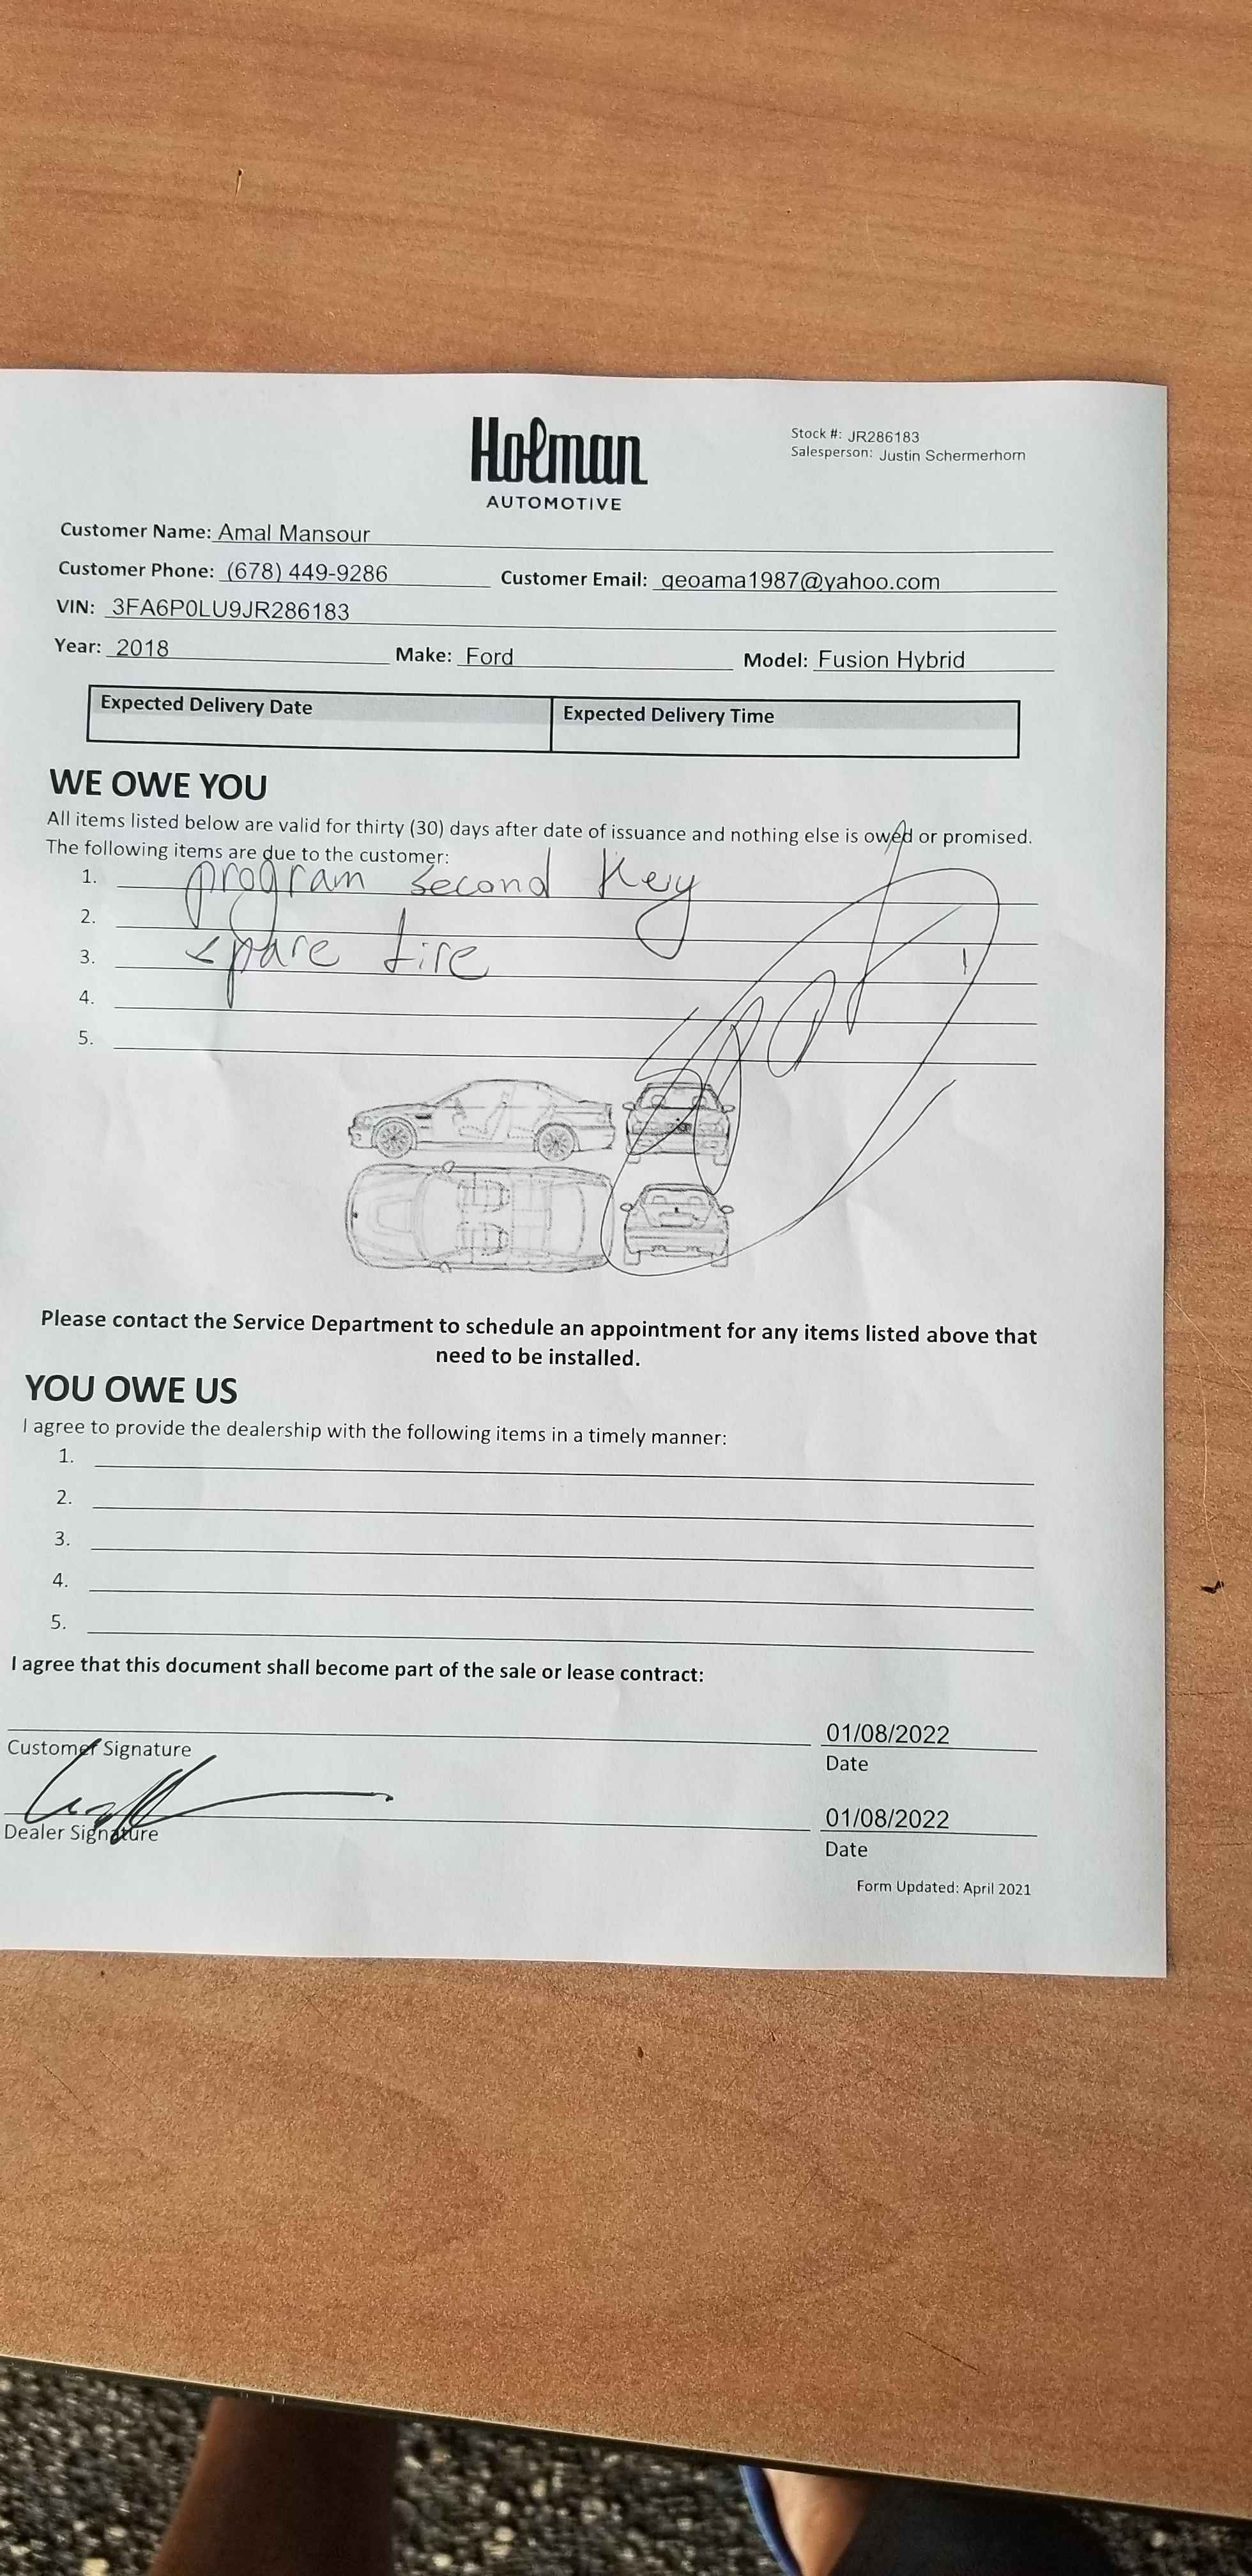 Holman
AUTOMOTIVE
Stock #: JR286183
Salesperson: Justin Schermerhorn
Customer Name: Amal Mansour
Customer Phone: (678) 449-9286 Customer Email: geoama1987@yahoo.com
VIN: 3FA6P0LU9JR286183
Year: 2018 Make: Ford Model: Fusion Hybrid
Expected Delivery Date Expected Delivery Time
WE OWE YOU
All items listed below are valid for thirty (30) days after date of issuance and nothing else is owed or promised.
The following items are due to the customer:
1. program second key
2.
3. spare tire
4.
5.
Please contact the Service Department to schedule an appointment for any items listed above that
need to be installed.
YOU OWE US
I agree to provide the dealership with the following items in a timely manner:
1.
2.
3.
4.
5.
I agree that this document shall become part of the sale or lease contract:
01/08/2022
Customer Signature Date
01/08/2022
Dealer Signature Date
Form Updated: April 2021